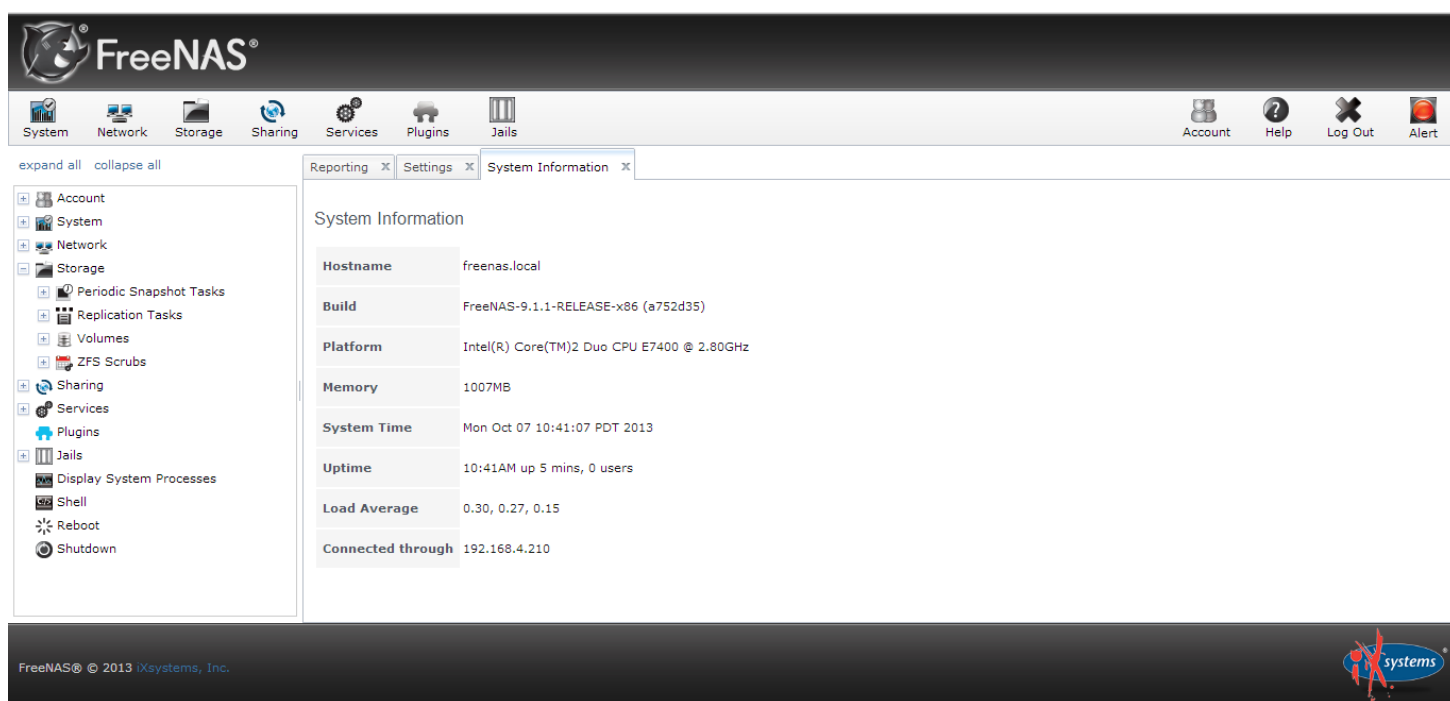 FreeNAS®
System Network Storage Sharing Services Plugins Jails Account Help Log Out Alert
expand all collapse all
Reporting X Settings X System Information X
Account
System
Network
Storage
Periodic Snapshot Tasks
Replication Tasks
Volumes
ZFS Scrubs
Sharing
Services
Plugins
Jails
Display System Processes
Shell
Reboot
Shutdown
System Information
Hostname freenas.local
Build FreeNAS-9.1.1-RELEASE-x86 (a752d35)
Platform Intel(R) Core(TM)2 Duo CPU E7400 @ 2.80GHz
Memory 1007MB
System Time Mon Oct 07 10:41:07 PDT 2013
Uptime 10:41AM up 5 mins, 0 users
Load Average 0.30, 0.27, 0.15
Connected through 192.168.4.210
FreeNAS® © 2013 iXsystems, Inc.
iXsystems®